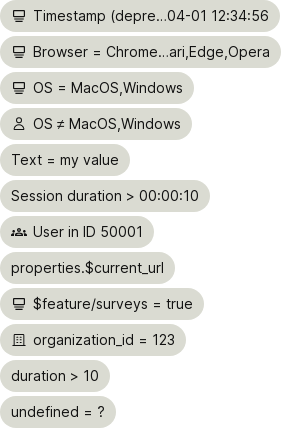 Timestamp (depre...04-01 12:34:56
Browser = Chrome...ari,Edge,Opera
OS = MacOS,Windows
OS ≠ MacOS,Windows
Text = my value
Session duration > 00:00:10
User in ID 50001
properties.$current_url
$feature/surveys = true
organization_id = 123
duration > 10
undefined = ?